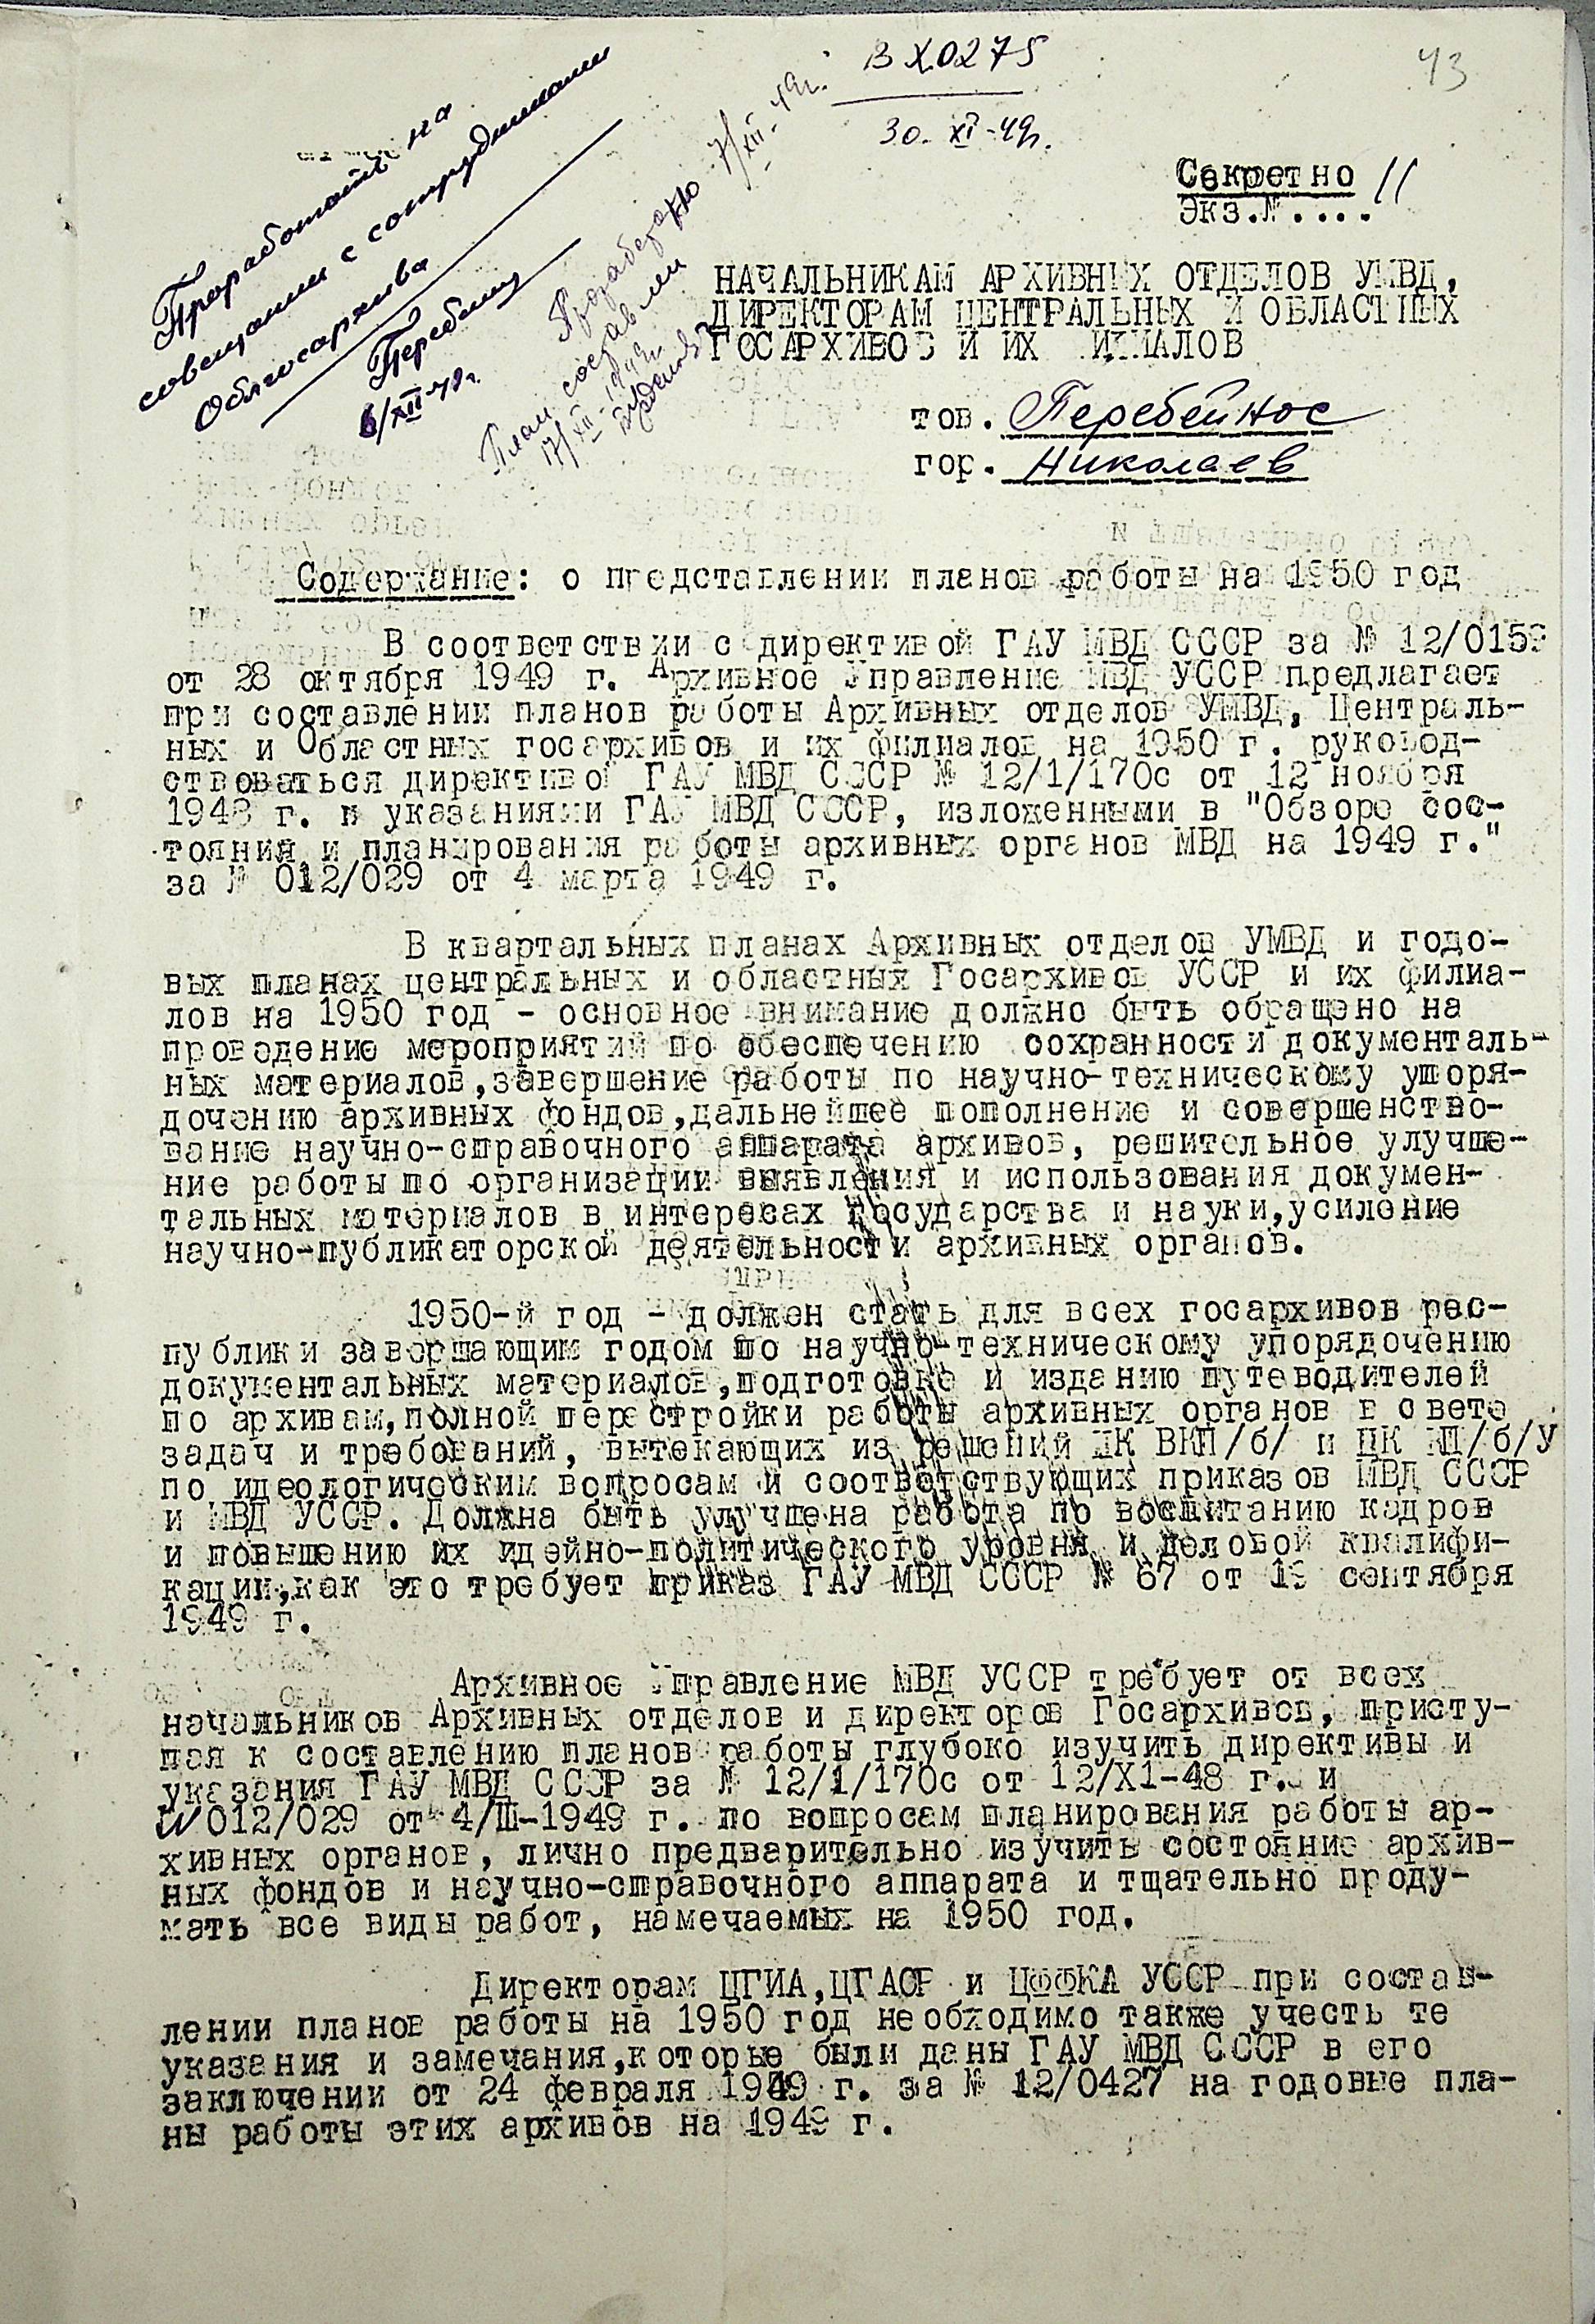 В Х0275
30.XI-49г.
43
Секретно
Экз.№.... 11
Проработать на
совещании с сотрудниками
Облгосархива
6/XII-49г.
Проработано 7/XII-49г.
План составлен
17/XII-1949г.
НАЧАЛЬНИКАМ АРХИВНЫХ ОТДЕЛОВ УМВД,
ДИРЕКТОРАМ ЦЕНТРАЛЬНЫХ И ОБЛАСТНЫХ
ГОСАРХИВОВ И ИХ ФИЛИАЛОВ
тов. Перебейнос
гор. Николаев
Содержание: о представлении планов работы на 1950 год
В соответствии с директивой ГАУ МВД СССР за № 12/0159
от 28 октября 1949 г. Архивное Управление МВД УССР предлагает
при составлении планов работы Архивных отделов УМВД, Централь-
ных и Областных госархивов и их филиалов на 1950 г. руковод-
ствоваться директивой ГАУ МВД СССР № 12/1/170с от 12 ноября
1948 г. и указаниями ГАУ МВД СССР, изложенными в "Обзоре сос-
тояния и планирования работы архивных органов МВД на 1949 г."
за № 012/029 от 4 марта 1949 г.
В квартальных планах Архивных отделов УМВД и годо-
вых планах центральных и областных Госархивов УССР и их филиа-
лов на 1950 год - основное внимание должно быть обращено на
проведение мероприятий по обеспечению сохранности документаль-
ных материалов,завершение работы по научно-техническому упоря-
дочению архивных фондов,дальнейшее пополнение и совершенство-
вание научно-справочного аппарата архивов, решительное улучше-
ние работы по организации выявления и использования докумен-
тальных материалов в интересах государства и науки,усиление
научно-публикаторской деятельности архивных органов.
1950-й год - должен стать для всех госархивов рес-
публики завершающим годом по научно-техническому упорядочению
документальных материалов,подготовке и изданию путеводителей
по архивам,полной перестройки работы архивных органов в свете
задач и требований, вытекающих из решений ЦК ВКП/б/ и ЦК КП/б/У
по идеологическим вопросам и соответствующих приказов МВД СССР
и МВД УССР. Должна быть улучшена работа по воспитанию кадров
и повышению их идейно-политического уровня и деловой квалифи-
кации,как это требует приказ ГАУ МВД СССР № 67 от 19 сентября
1949 г.
Архивное Управление МВД УССР требует от всех
начальников Архивных отделов и директоров Госархивов, присту-
пая к составлению планов работы глубоко изучить директивы и
указания ГАУ МВД СССР за № 12/1/170с от 12/XI-48 г. и
№012/029 от 4/III-1949 г. по вопросам планирования работы ар-
хивных органов, лично предварительно изучить состояние архив-
ных фондов и научно-справочного аппарата и тщательно проду-
мать все виды работ, намечаемых на 1950 год.
Директорам ЦГИА,ЦГАОР и ЦФФКА УССР при состав-
лении планов работы на 1950 год необходимо также учесть те
указания и замечания,которые были даны ГАУ МВД СССР в его
заключении от 24 февраля 1949 г. за № 12/0427 на годовые пла-
ны работы этих архивов на 1949 г.